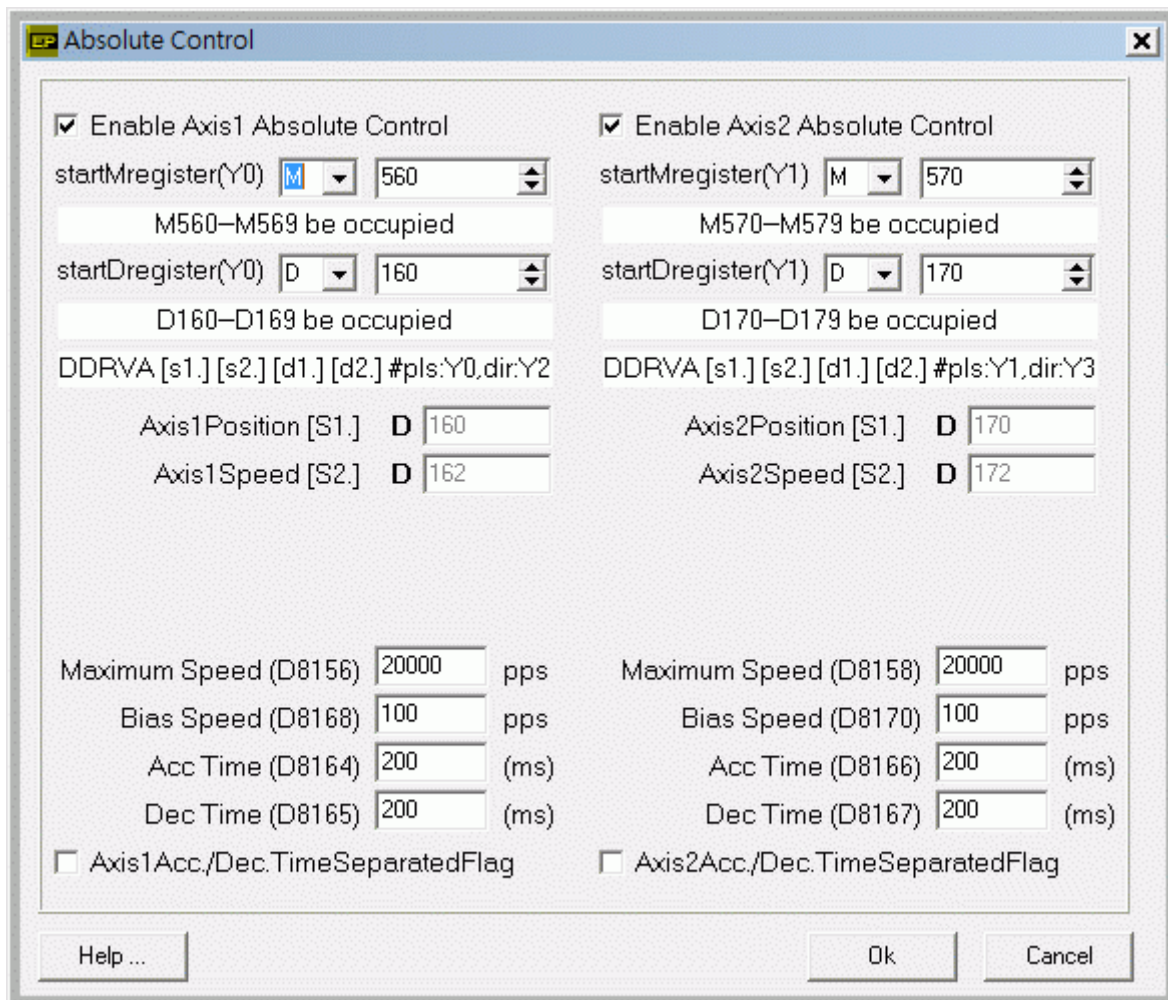 Absolute Control
Enable Axis1 Absolute Control
startMregister(Y0) M 560
M560—M569 be occupied
startDregister(Y0) D 160
D160—D169 be occupied
DDRVA [s1.] [s2.] [d1.] [d2.] #pls:Y0,dir:Y2
Axis1Position [S1.] D 160
Axis1Speed [S2.] D 162
Maximum Speed (D8156) 20000 pps
Bias Speed (D8168) 100 pps
Acc Time (D8164) 200 (ms)
Dec Time (D8165) 200 (ms)
Axis1Acc./Dec.TimeSeparatedFlag
Enable Axis2 Absolute Control
startMregister(Y1) M 570
M570—M579 be occupied
startDregister(Y1) D 170
D170—D179 be occupied
DDRVA [s1.] [s2.] [d1.] [d2.] #pls:Y1,dir:Y3
Axis2Position [S1.] D 170
Axis2Speed [S2.] D 172
Maximum Speed (D8158) 20000 pps
Bias Speed (D8170) 100 pps
Acc Time (D8166) 200 (ms)
Dec Time (D8167) 200 (ms)
Axis2Acc./Dec.TimeSeparatedFlag
Help ...
Ok
Cancel